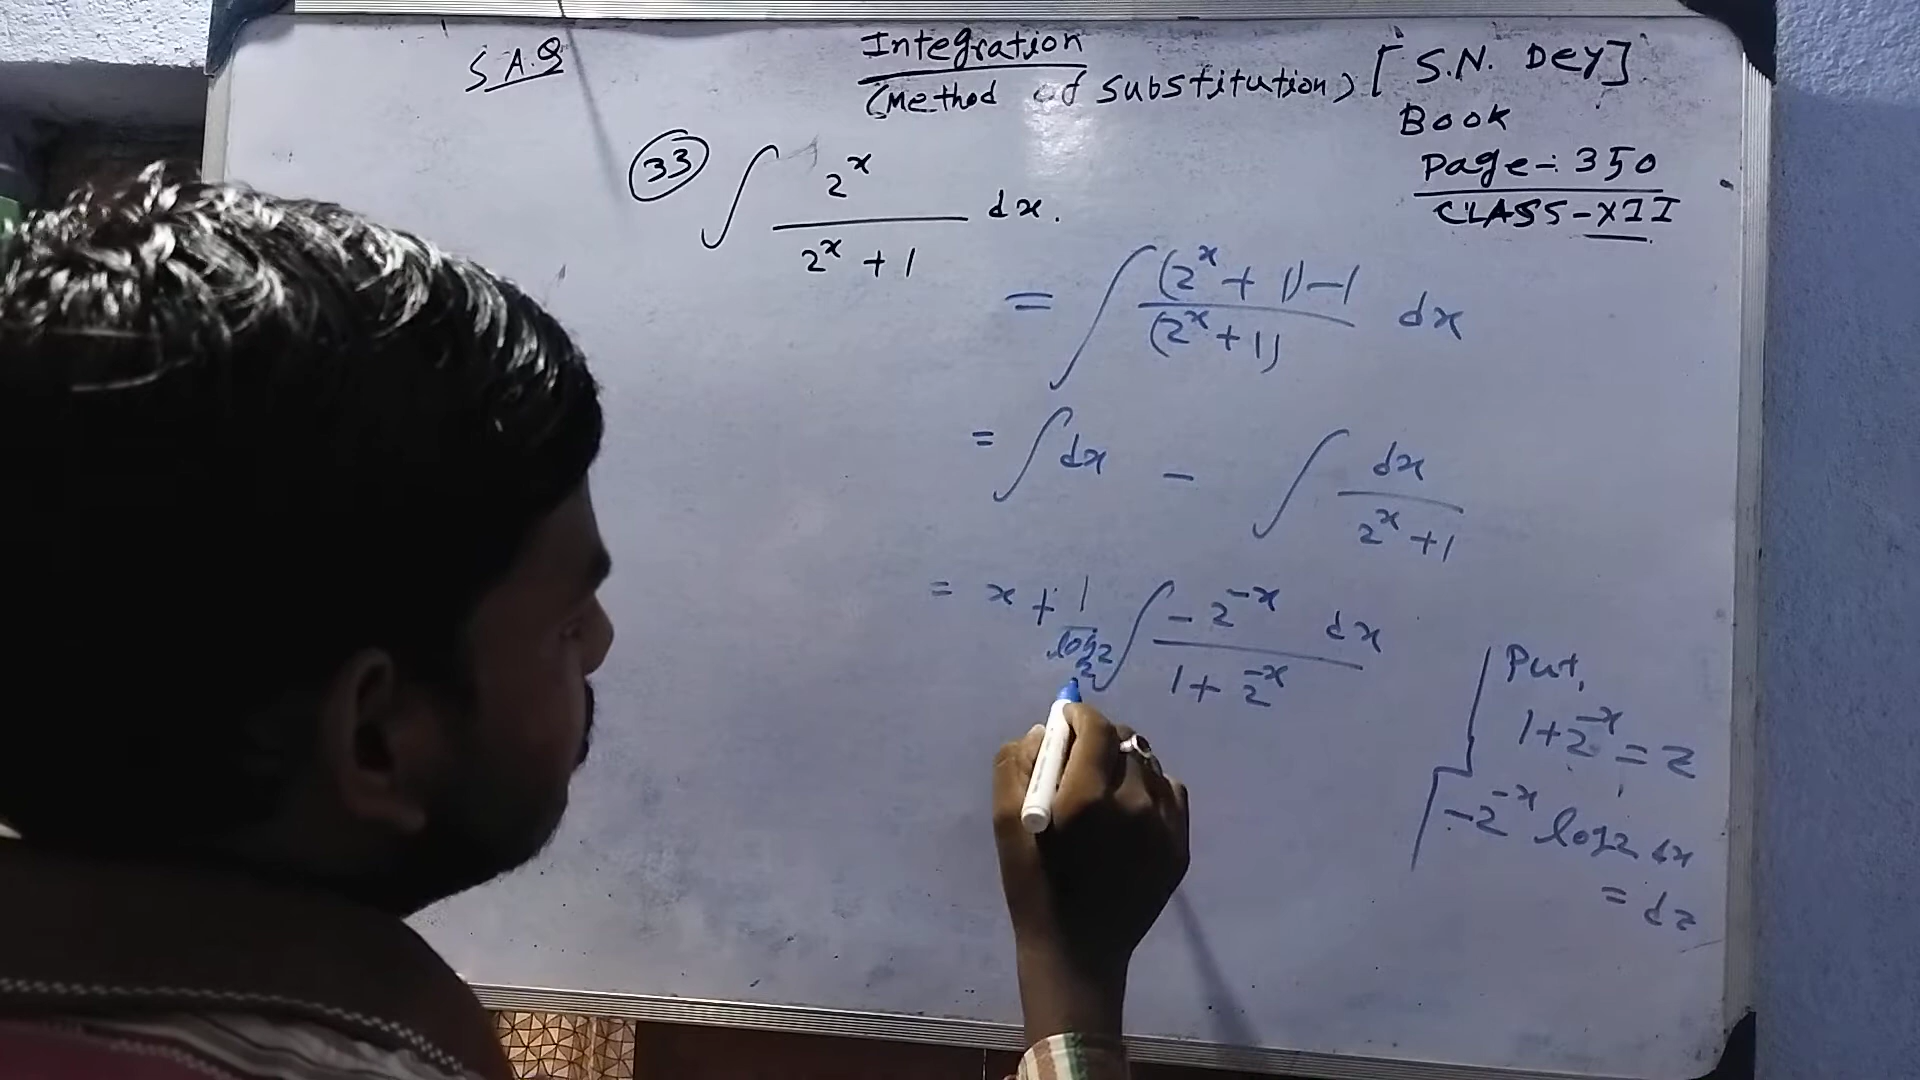 S.A.Q
Integration
(Method of substitution) [S.N. DEY]
Book
Page-: 350
CLASS-XII
(33) ∫ 2^x / (2^x + 1) dx.
= ∫ ((2^x + 1) - 1) / (2^x + 1) dx
= ∫ dx - ∫ dx / (2^x + 1)
= x + 1/log2 ∫ (-2^-x dx) / (1 + 2^-x)
Put,
1 + 2^-x = z
-2^-x log2 dx
= dz